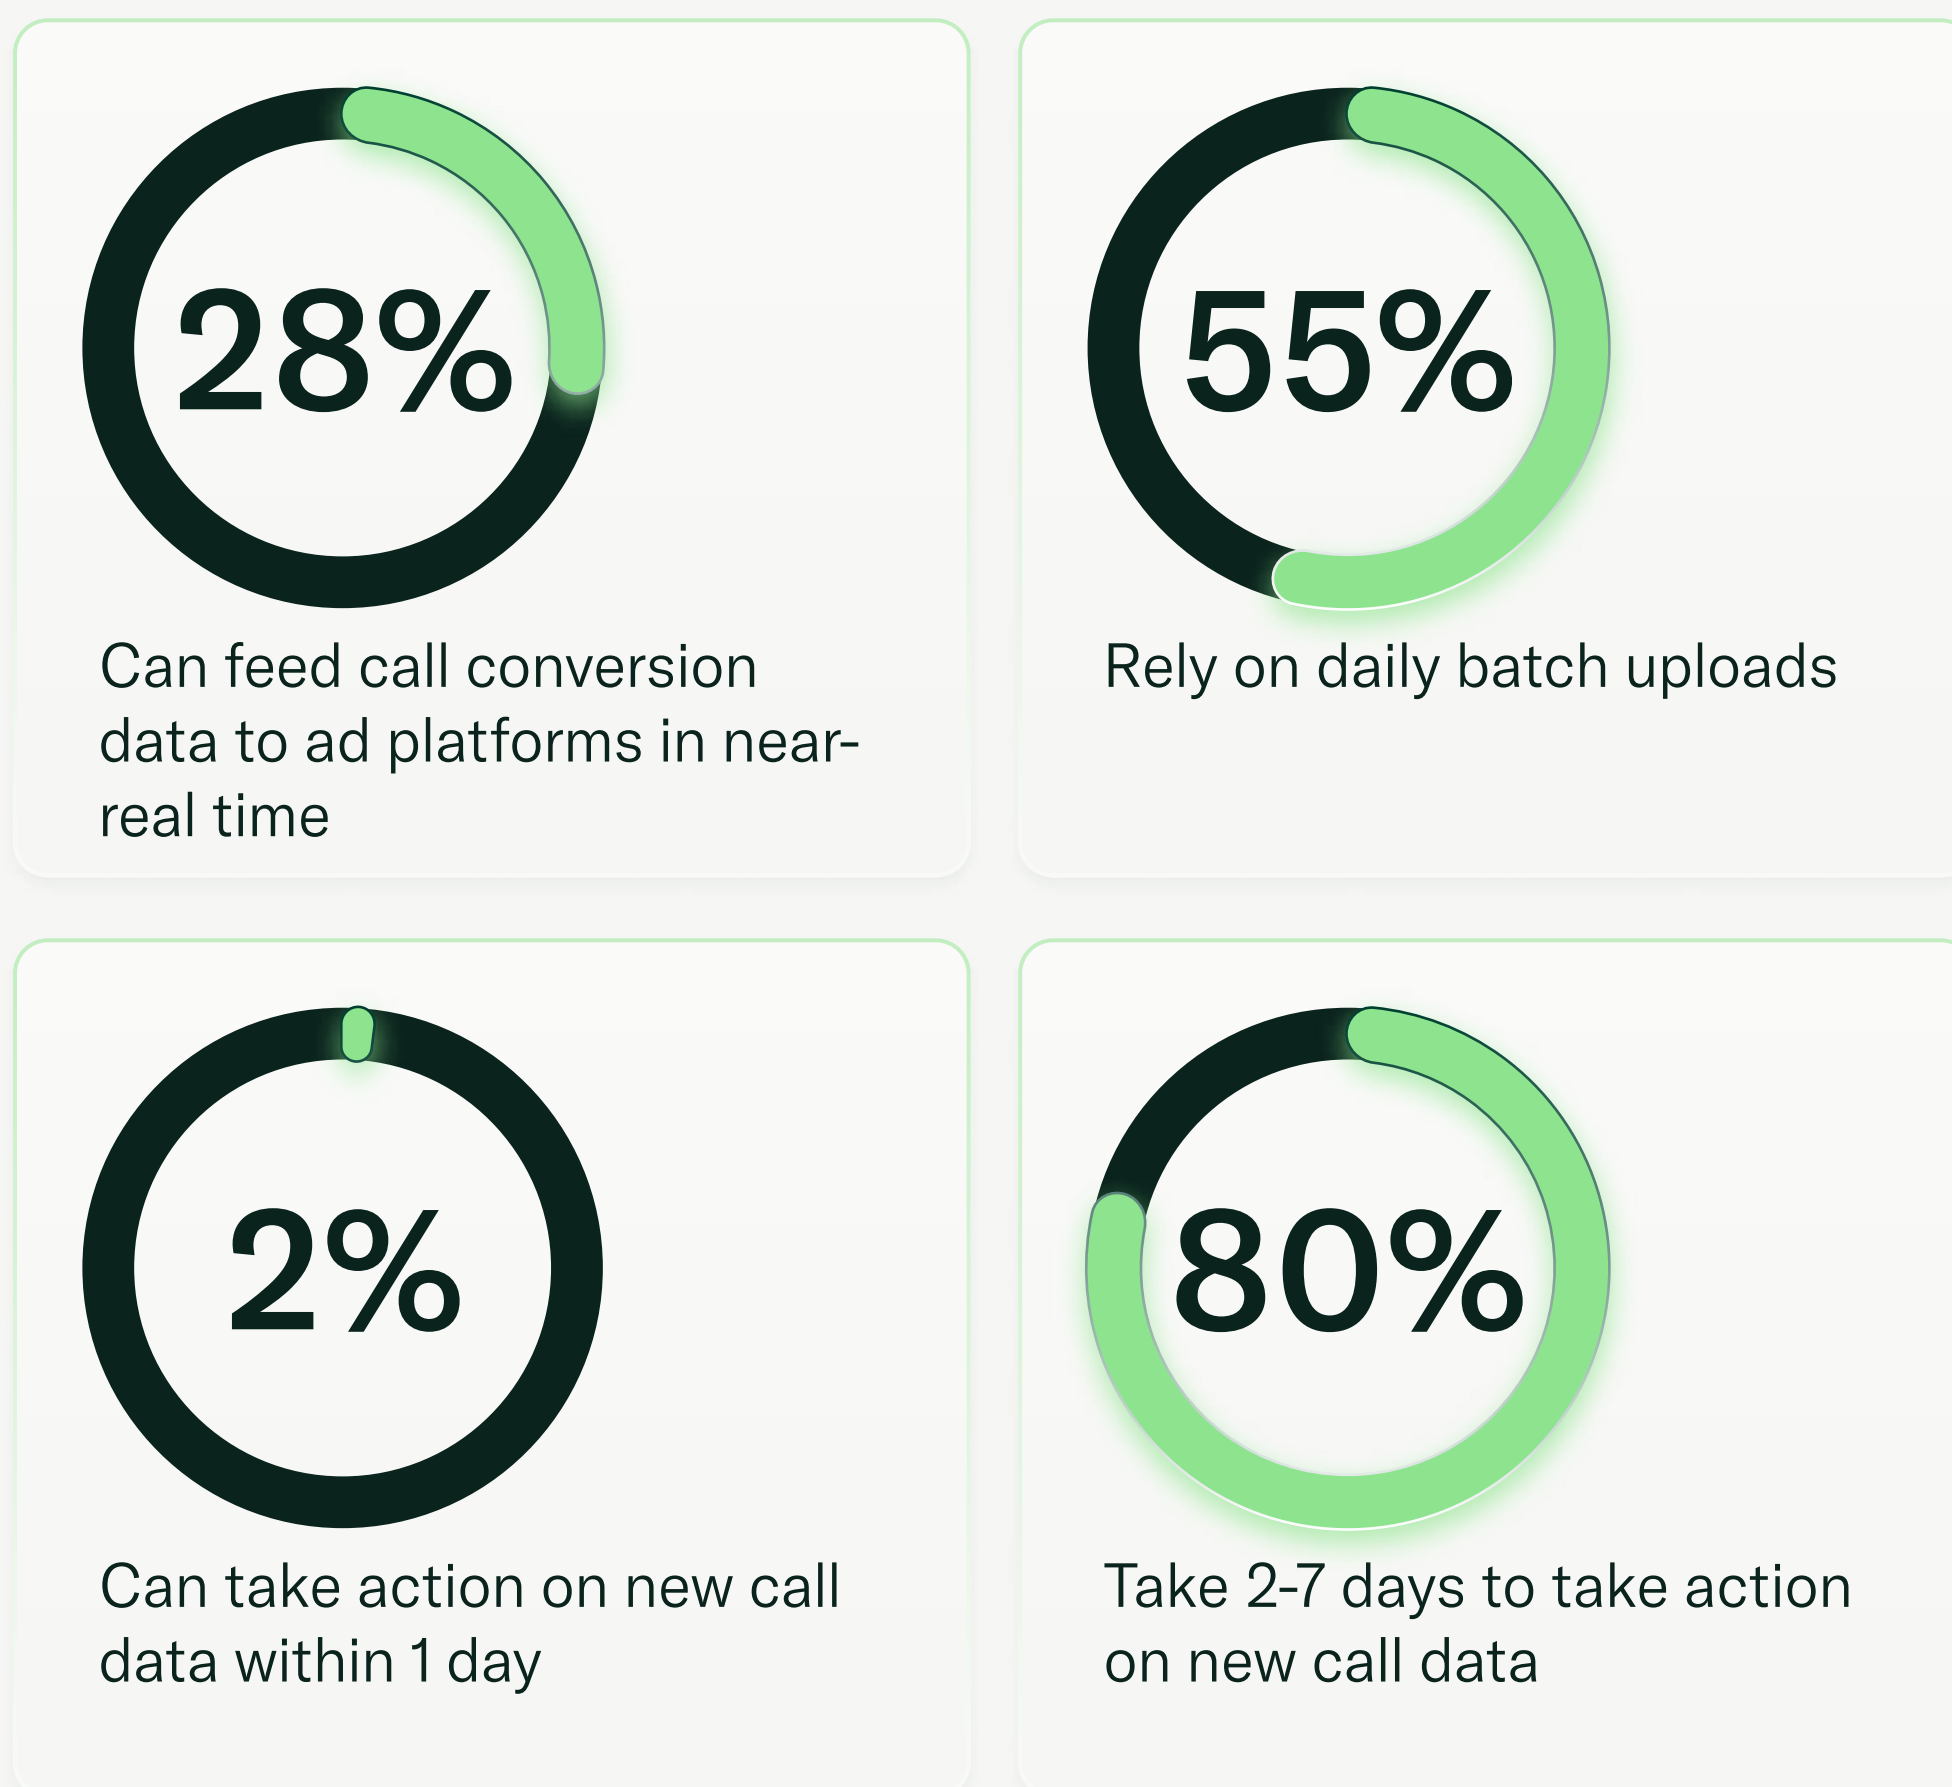 28%
Can feed call conversion
data to ad platforms in near-
real time
55%
Rely on daily batch uploads
2%
Can take action on new call
data within 1 day
80%
Take 2-7 days to take action
on new call data